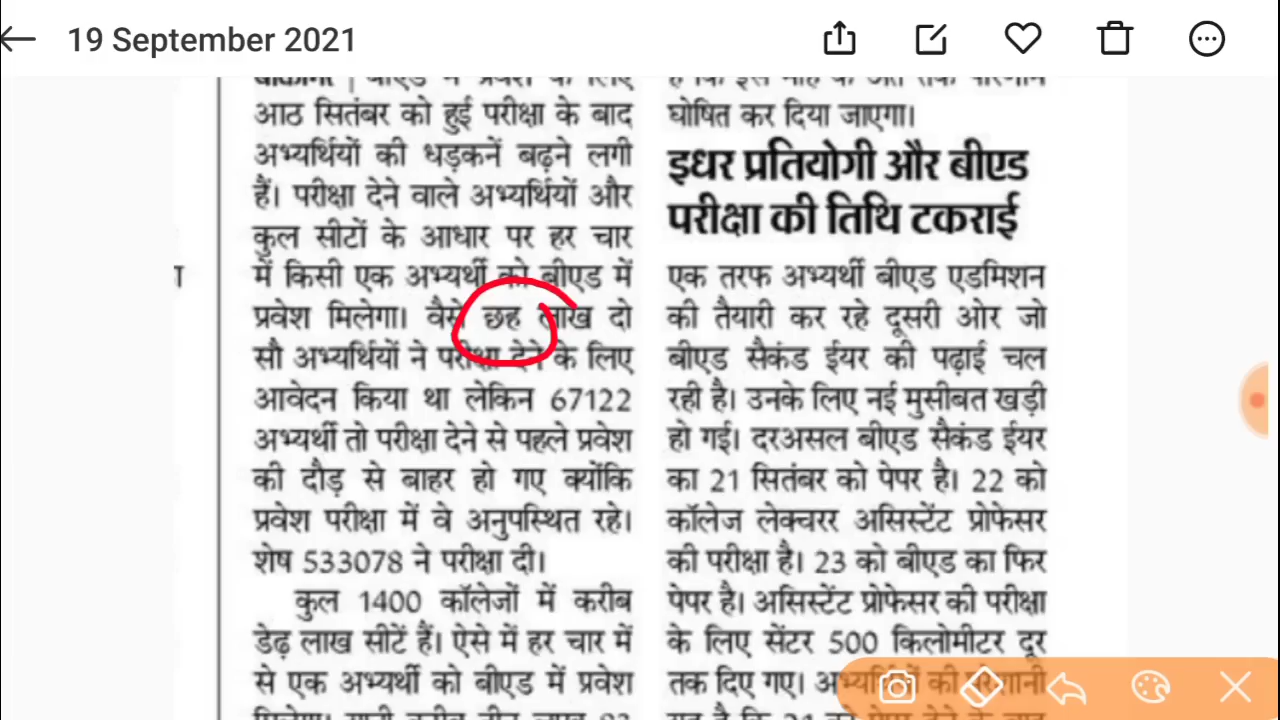 19 September 2021
आठ सितंबर को हुई परीक्षा के बाद
अभ्यर्थियों की धड़कनें बढ़ने लगी
हैं। परीक्षा देने वाले अभ्यर्थियों और
कुल सीटों के आधार पर हर चार
में किसी एक अभ्यर्थी को बीएड में
प्रवेश मिलेगा। वैसे छह लाख दो
सौ अभ्यर्थियों ने परीक्षा देने के लिए
आवेदन किया था लेकिन 67122
अभ्यर्थी तो परीक्षा देने से पहले प्रवेश
की दौड़ से बाहर हो गए क्योंकि
प्रवेश परीक्षा में वे अनुपस्थित रहे।
शेष 533078 ने परीक्षा दी।
कुल 1400 कॉलेजों में करीब
डेढ़ लाख सीटें हैं। ऐसे में हर चार में
से एक अभ्यर्थी को बीएड में प्रवेश
घोषित कर दिया जाएगा।
इधर प्रतियोगी और बीएड
परीक्षा की तिथि टकराई
एक तरफ अभ्यर्थी बीएड एडमिशन
की तैयारी कर रहे दूसरी ओर जो
बीएड सैकंड ईयर की पढ़ाई चल
रही है। उनके लिए नई मुसीबत खड़ी
हो गई। दरअसल बीएड सैकंड ईयर
का 21 सितंबर को पेपर है। 22 को
कॉलेज लेक्चरर असिस्टेंट प्रोफेसर
की परीक्षा है। 23 को बीएड का फिर
पेपर है। असिस्टेंट प्रोफेसर की परीक्षा
के लिए सेंटर 500 किलोमीटर दूर
तक दिए गए। अभ्यर्थियों की परेशानी